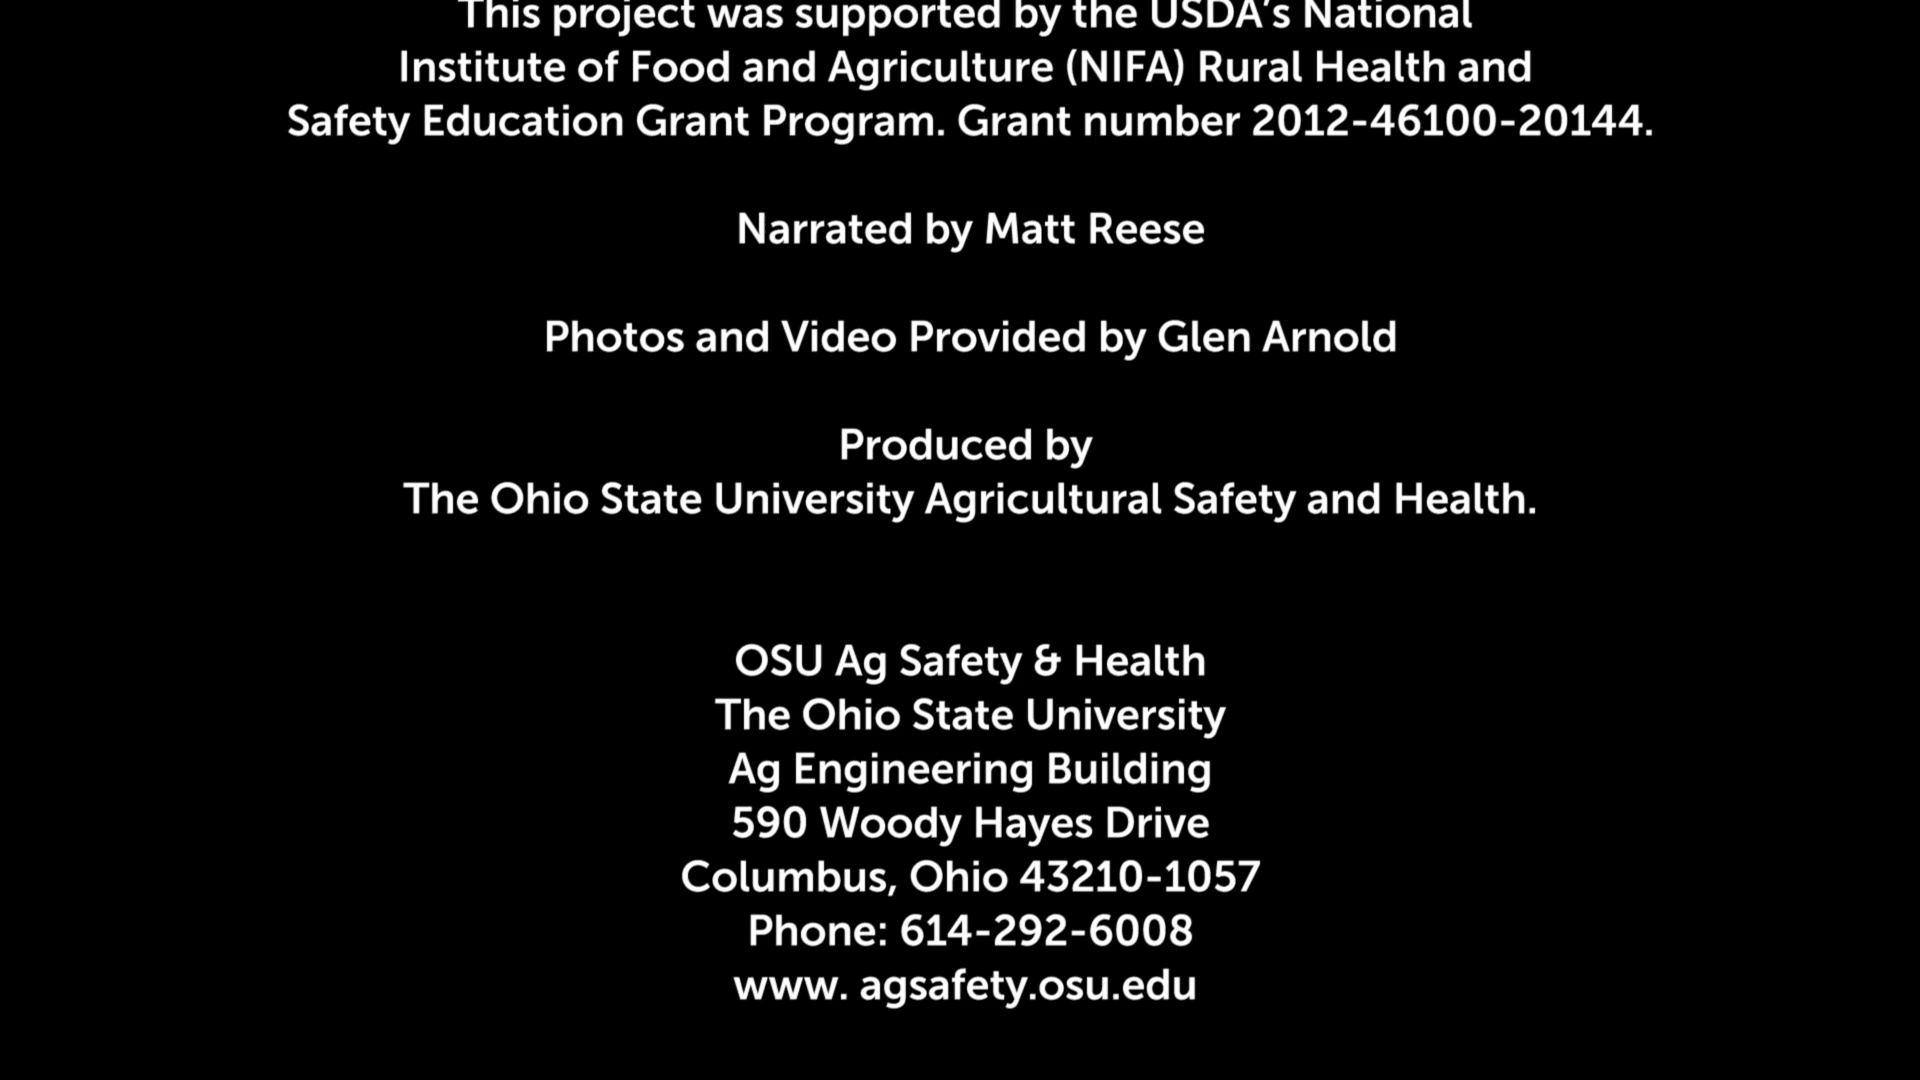 This project was supported by the USDA's National
Institute of Food and Agriculture (NIFA) Rural Health and
Safety Education Grant Program. Grant number 2012-46100-20144.
Narrated by Matt Reese
Photos and Video Provided by Glen Arnold
Produced by
The Ohio State University Agricultural Safety and Health.
OSU Ag Safety & Health
The Ohio State University
Ag Engineering Building
590 Woody Hayes Drive
Columbus, Ohio 43210-1057
Phone: 614-292-6008
www. agsafety.osu.edu